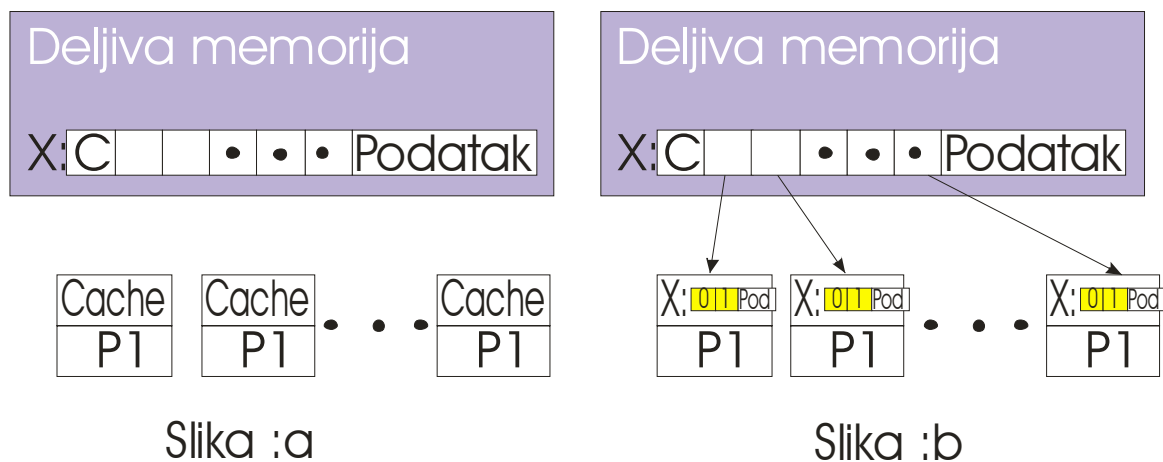 Deljiva memorija
X: C • • • Podatak
Cache Cache Cache
P1 P1 • • • P1
Slika :a
Deljiva memorija
X: C • • • Podatak
X: 0 1 Pod X: 0 1 Pod X: 0 1 Pod
P1 P1 • • • P1
Slika :b